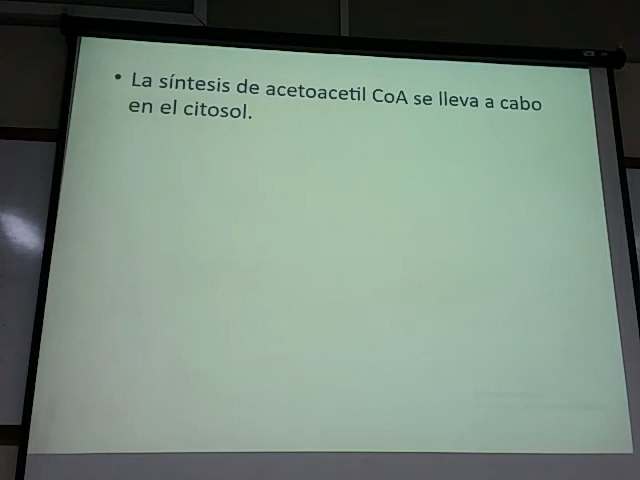 • La síntesis de acetoacetil CoA se lleva a cabo
en el citosol.